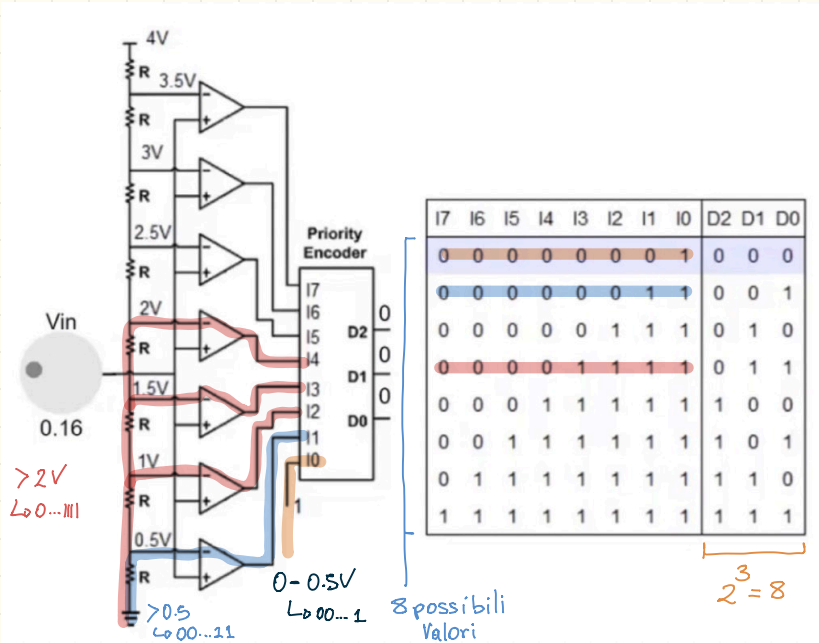 4V
R
3.5V
R
3V
R
2.5V
R
2V
R
1.5V
R
1V
R
0.5V
R
Vin
0.16
Priority
Encoder
I7
I6
I5
I4
I3
I2
I1
I0
D2
D1
D0
0
0
0
1
I7 I6 I5 I4 I3 I2 I1 I0 D2 D1 D0
0 0 0 0 0 0 0 1 0 0 0
0 0 0 0 0 0 1 1 0 0 1
0 0 0 0 0 1 1 1 0 1 0
0 0 0 0 1 1 1 1 0 1 1
0 0 0 1 1 1 1 1 1 0 0
0 0 1 1 1 1 1 1 1 0 1
0 1 1 1 1 1 1 1 1 1 0
1 1 1 1 1 1 1 1 1 1 1
>2V
↳0...1111
>0.5
↳00...11
0-0.5V
↳00...1
8 possibili
valori
2³=8